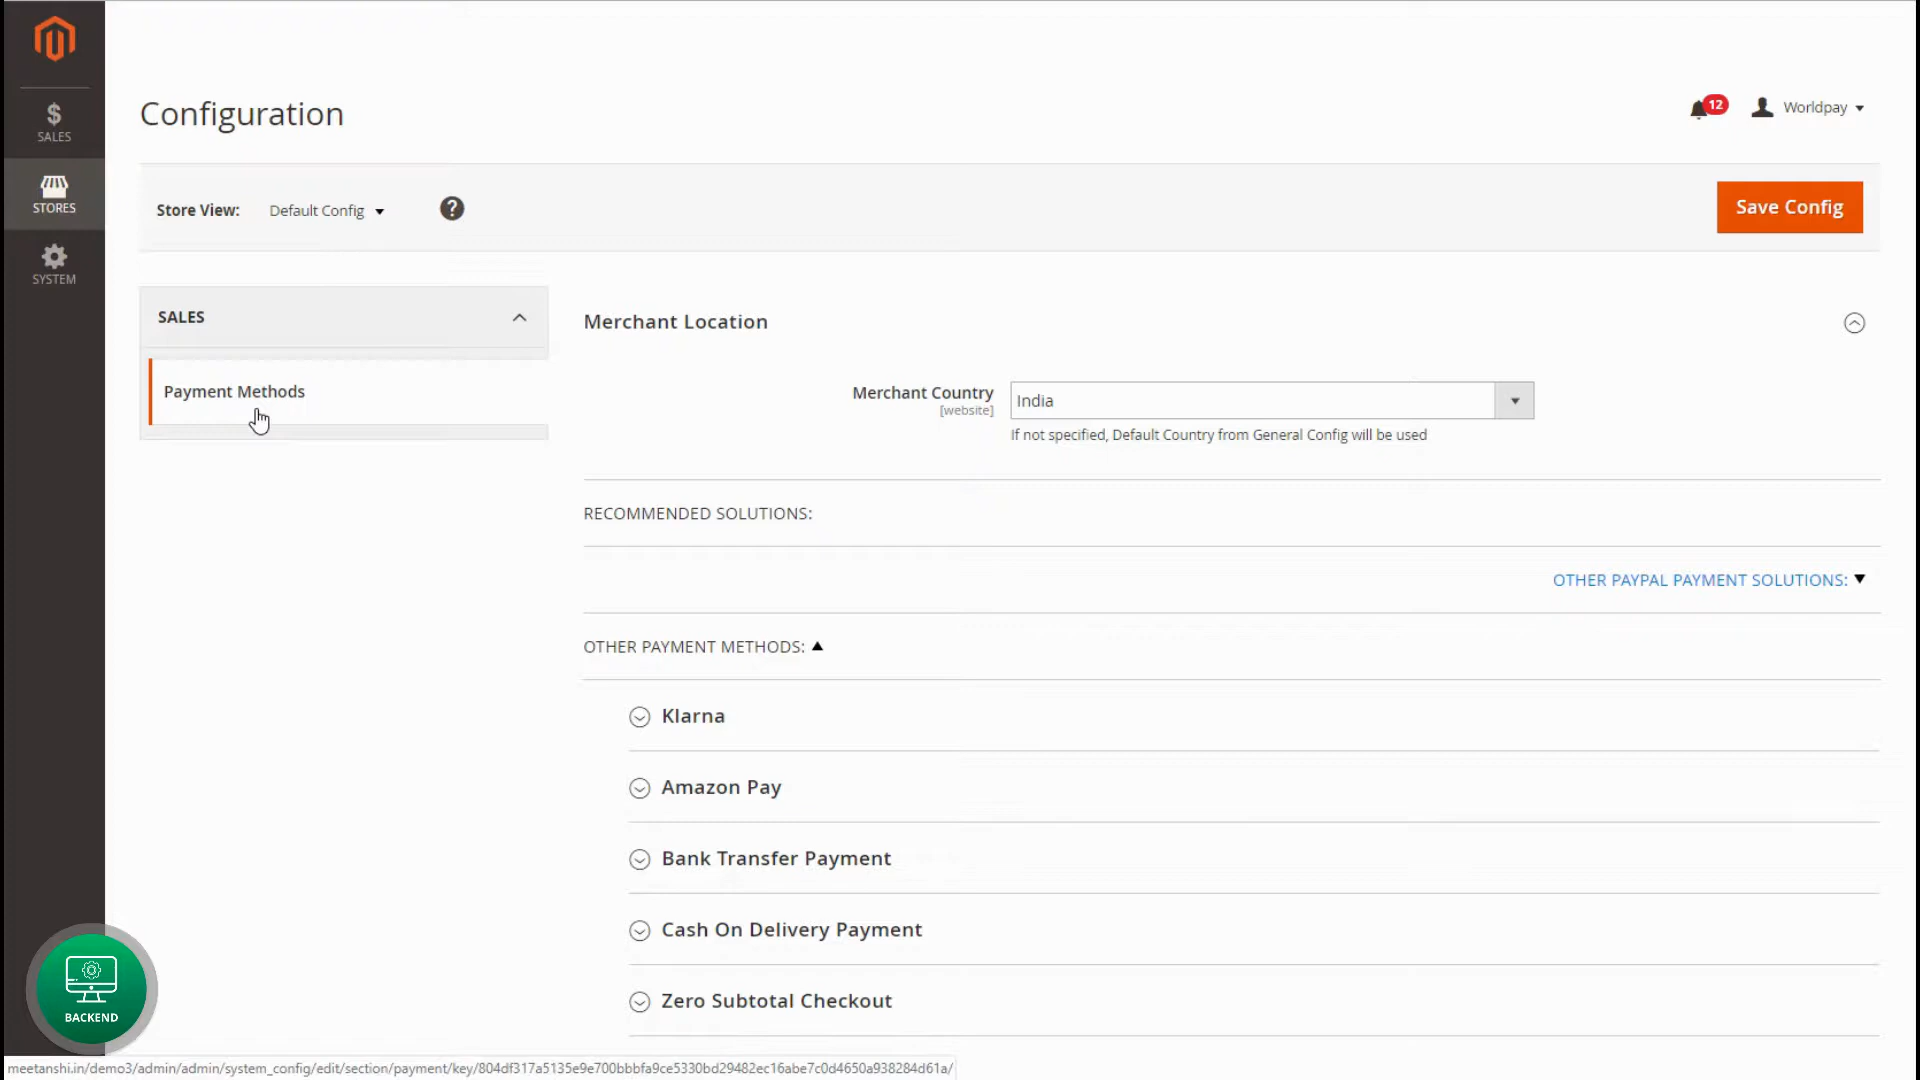 SALES
STORES
SYSTEM
Configuration
12
Worldpay
Store View:
Default Config
?
Save Config
SALES
Payment Methods
Merchant Location
Merchant Country
[website]
India
If not specified, Default Country from General Config will be used
RECOMMENDED SOLUTIONS:
OTHER PAYPAL PAYMENT SOLUTIONS:
OTHER PAYMENT METHODS:
Klarna
Amazon Pay
Bank Transfer Payment
Cash On Delivery Payment
Zero Subtotal Checkout
BACKEND
meetanshi.in/demo3/admin/admin/system_config/edit/section/payment/key/804df317a5135e9e700bbbfa9ce5330bd29482ec16abe7c0d4650a938284d61a/